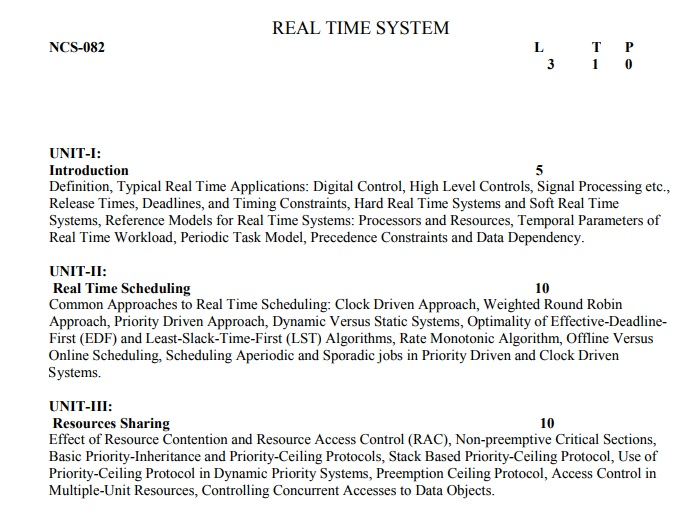 REAL TIME SYSTEM
NCS-082 L T P
3 1 0
UNIT-I:
Introduction 5
Definition, Typical Real Time Applications: Digital Control, High Level Controls, Signal Processing etc.,
Release Times, Deadlines, and Timing Constraints, Hard Real Time Systems and Soft Real Time
Systems, Reference Models for Real Time Systems: Processors and Resources, Temporal Parameters of
Real Time Workload, Periodic Task Model, Precedence Constraints and Data Dependency.
UNIT-II:
Real Time Scheduling 10
Common Approaches to Real Time Scheduling: Clock Driven Approach, Weighted Round Robin
Approach, Priority Driven Approach, Dynamic Versus Static Systems, Optimality of Effective-Deadline-
First (EDF) and Least-Slack-Time-First (LST) Algorithms, Rate Monotonic Algorithm, Offline Versus
Online Scheduling, Scheduling Aperiodic and Sporadic jobs in Priority Driven and Clock Driven
Systems.
UNIT-III:
Resources Sharing 10
Effect of Resource Contention and Resource Access Control (RAC), Non-preemptive Critical Sections,
Basic Priority-Inheritance and Priority-Ceiling Protocols, Stack Based Priority-Ceiling Protocol, Use of
Priority-Ceiling Protocol in Dynamic Priority Systems, Preemption Ceiling Protocol, Access Control in
Multiple-Unit Resources, Controlling Concurrent Accesses to Data Objects.